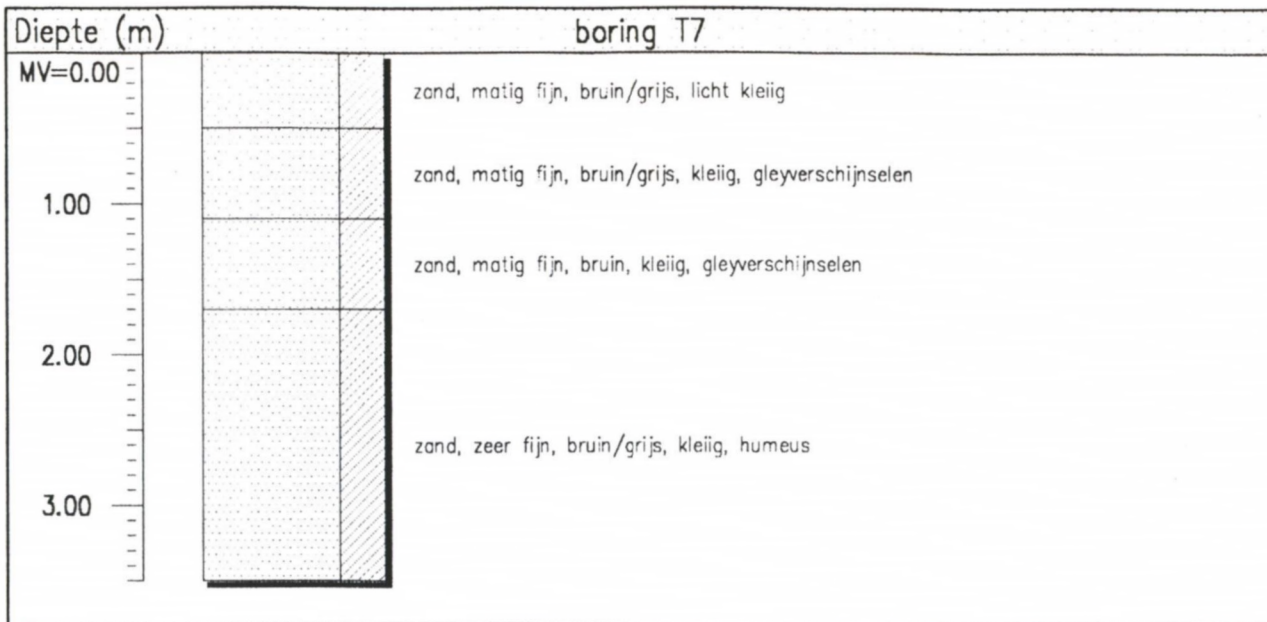 Diepte (m) boring T7
MV=0.00
zand, matig fijn, bruin/grijs, licht kleiig
zand, matig fijn, bruin/grijs, kleiig, gleyverschijnselen
1.00
zand, matig fijn, bruin, kleiig, gleyverschijnselen
2.00
zand, zeer fijn, bruin/grijs, kleiig, humeus
3.00